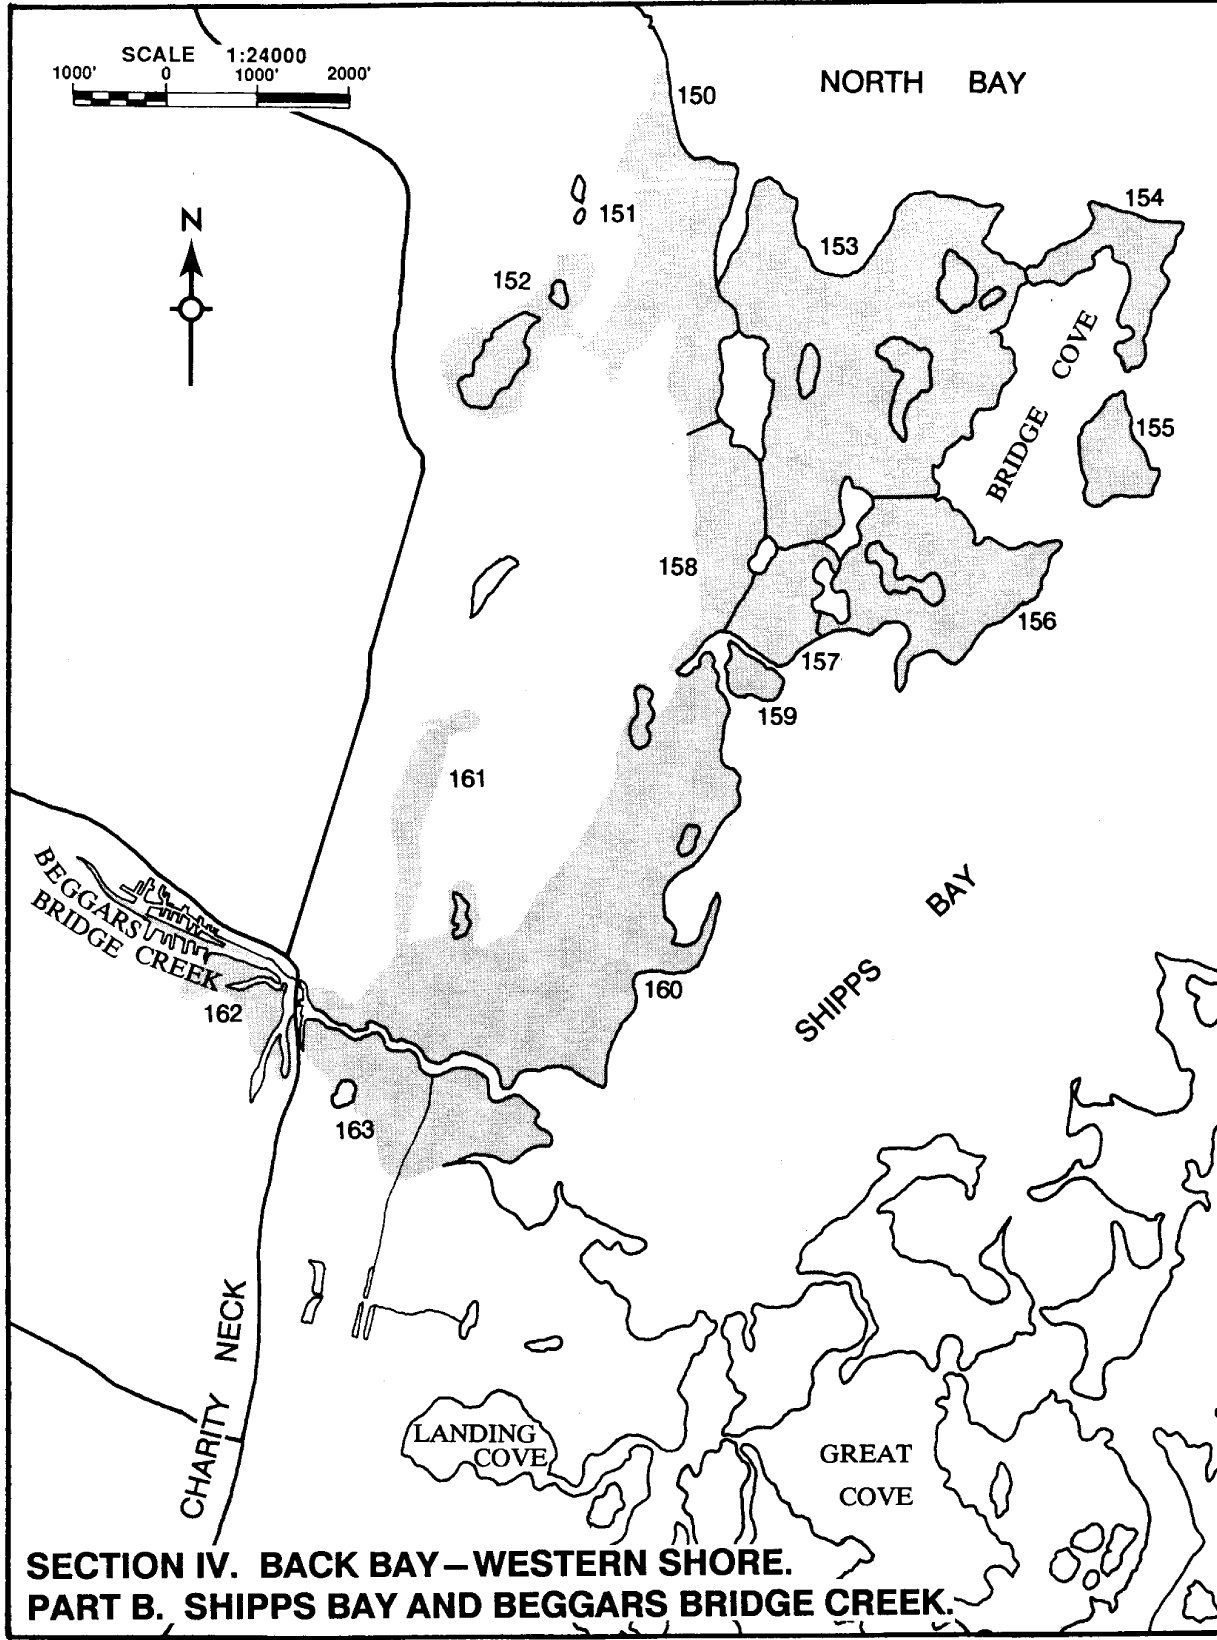 SCALE 1:24000
1000' 0 1000' 2000'
NORTH BAY
150
N
151
152
153
154
BRIDGE COVE
155
156
157
158
159
160
161
BEGGARS
BRIDGE CREEK
162
163
SHIPPS BAY
CHARITY NECK
LANDING
COVE
GREAT
COVE
SECTION IV. BACK BAY–WESTERN SHORE.
PART B. SHIPPS BAY AND BEGGARS BRIDGE CREEK.